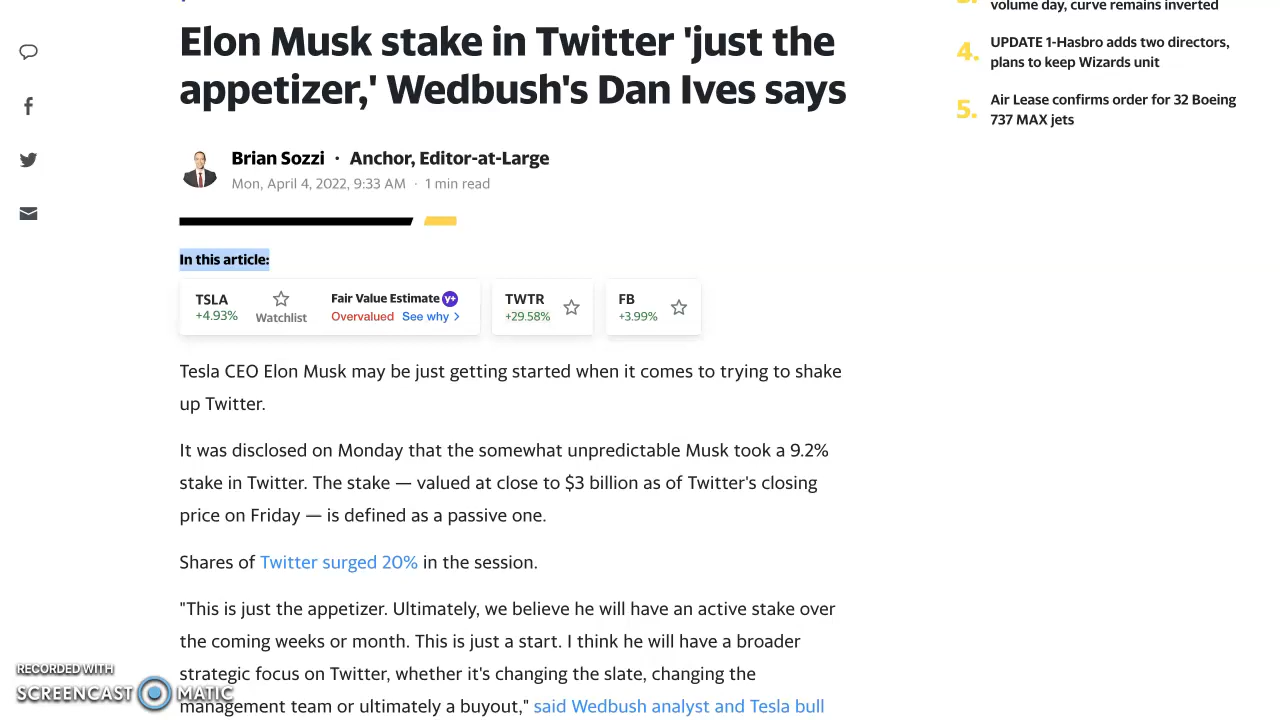 Elon Musk stake in Twitter 'just the
appetizer,' Wedbush's Dan Ives says
Brian Sozzi · Anchor, Editor-at-Large
Mon, April 4, 2022, 9:33 AM · 1 min read
In this article:
TSLA
+4.93%
Watchlist
Fair Value Estimate Y+
Overvalued See why >
TWTR
+29.58%
FB
+3.99%
Tesla CEO Elon Musk may be just getting started when it comes to trying to shake
up Twitter.
It was disclosed on Monday that the somewhat unpredictable Musk took a 9.2%
stake in Twitter. The stake — valued at close to $3 billion as of Twitter's closing
price on Friday — is defined as a passive one.
Shares of Twitter surged 20% in the session.
"This is just the appetizer. Ultimately, we believe he will have an active stake over
the coming weeks or month. This is just a start. I think he will have a broader
strategic focus on Twitter, whether it's changing the slate, changing the
management team or ultimately a buyout," said Wedbush analyst and Tesla bull
3.
volume day, curve remains inverted
4. UPDATE 1-Hasbro adds two directors,
plans to keep Wizards unit
5. Air Lease confirms order for 32 Boeing
737 MAX jets
RECORDED WITH
SCREENCAST MATIC